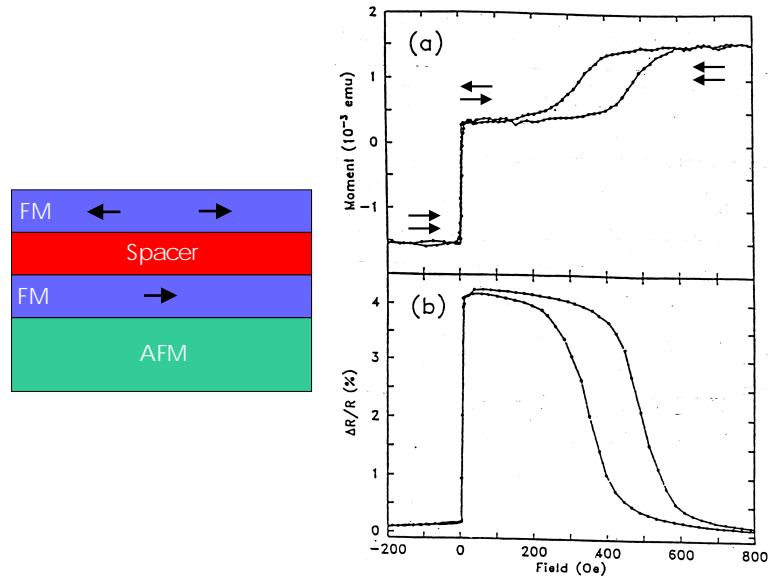 FM
Spacer
FM
AFM
(a)
Moment (10⁻³ emu)
2
1
0
-1
(b)
ΔR/R (%)
4
3
2
1
0
-200
0
200
400
600
800
Field (Oe)